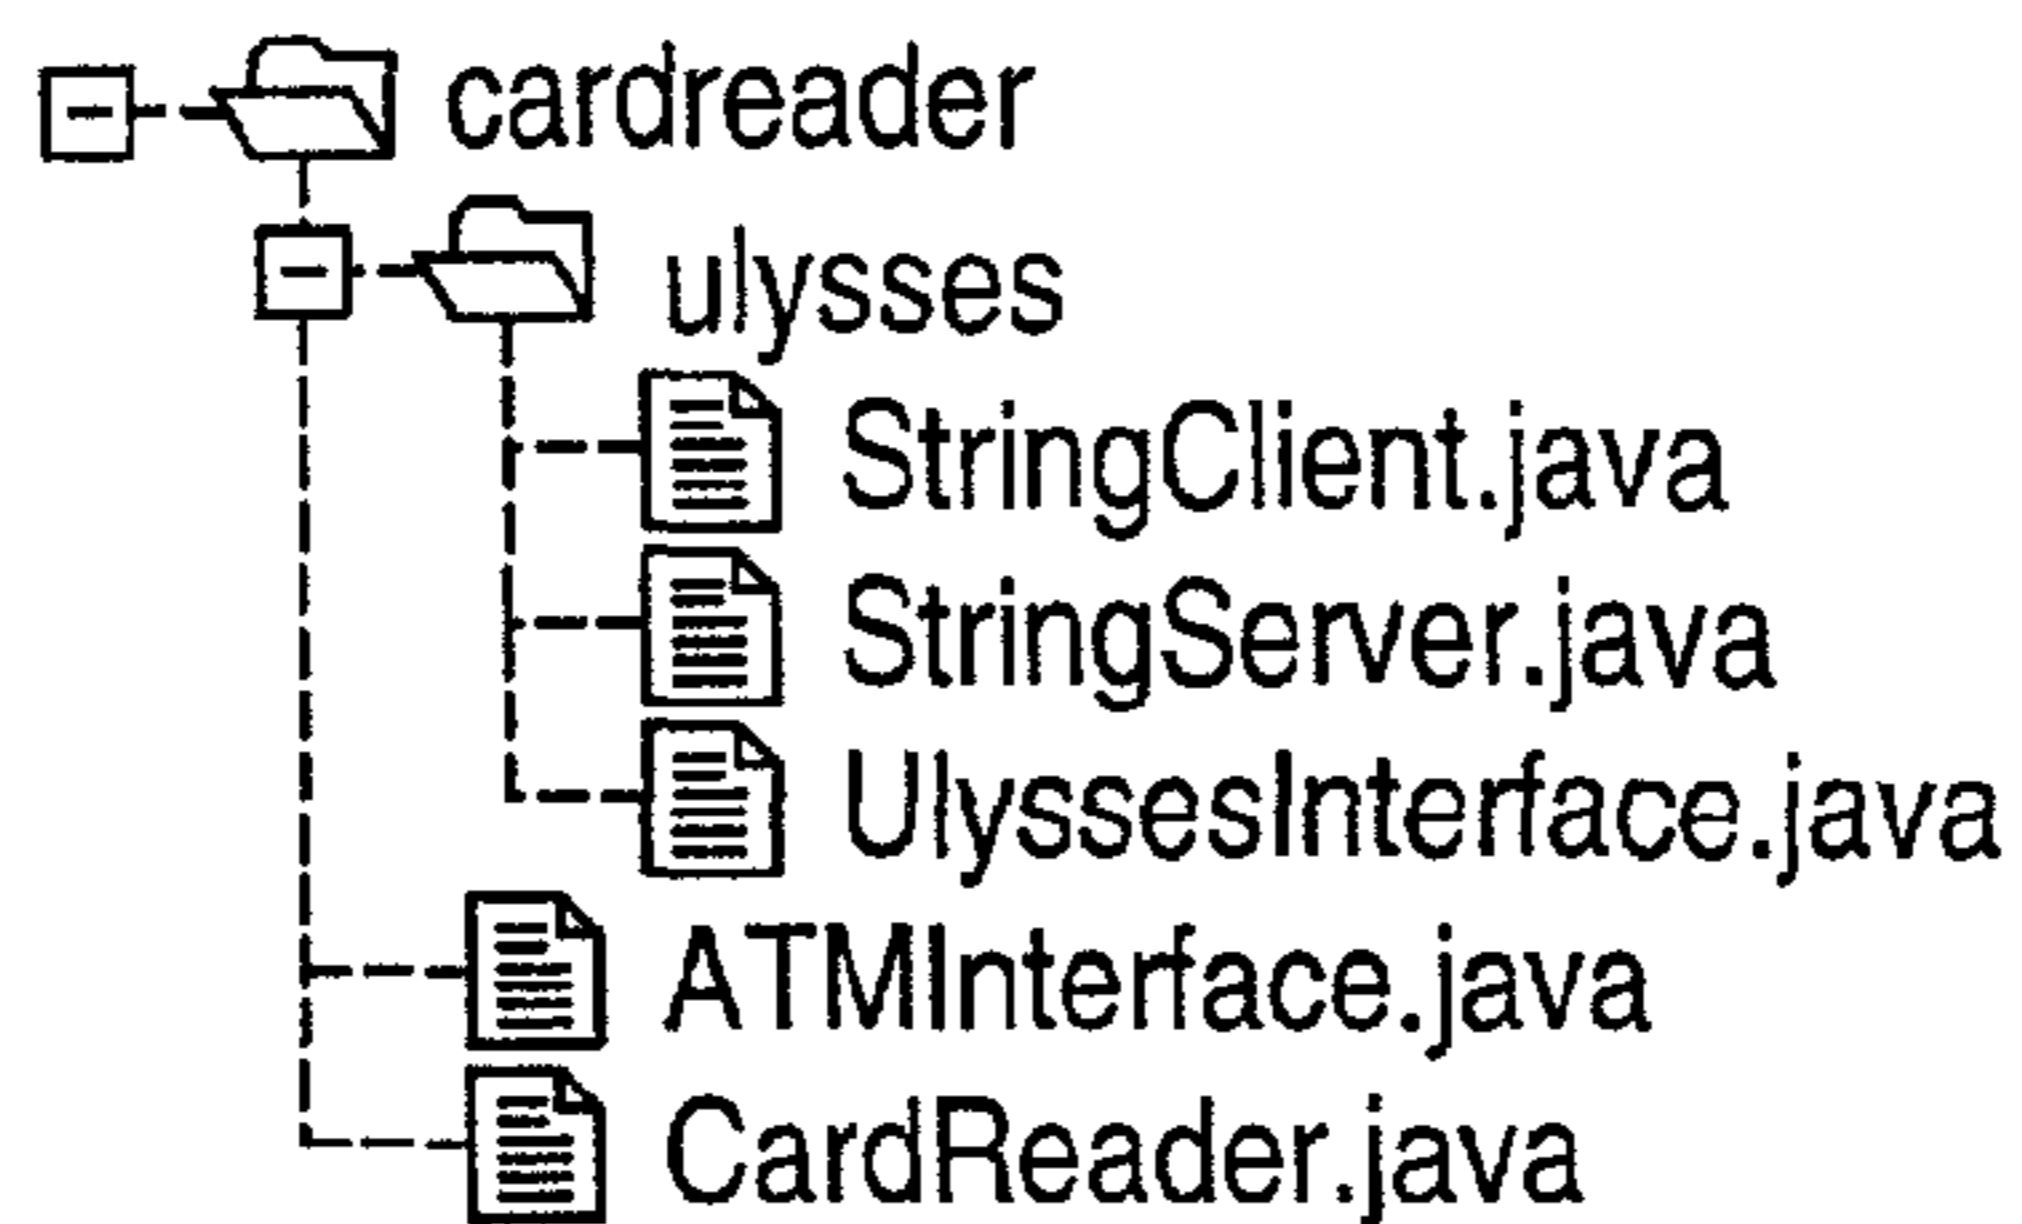 cardreader
ulysses
StringClient.java
StringServer.java
UlyssesInterface.java
ATMInterface.java
CardReader.java